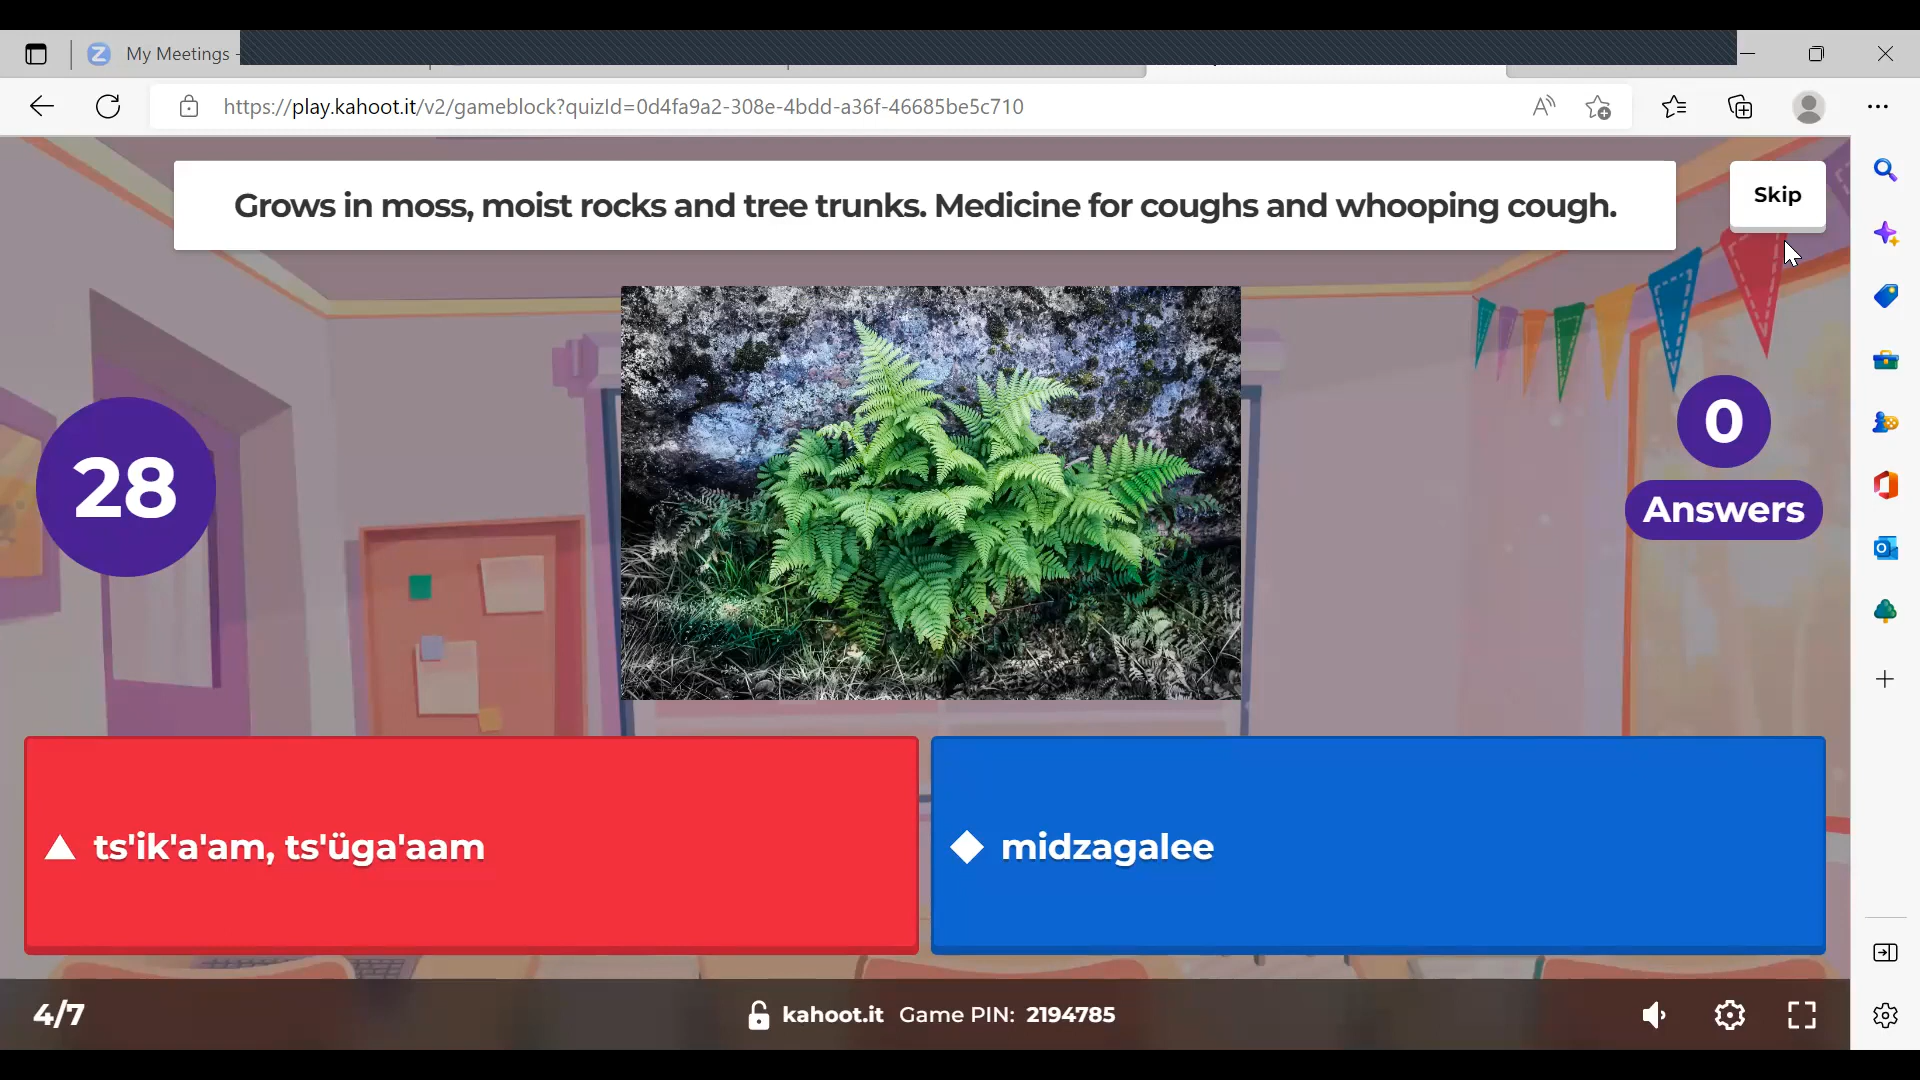 My Meetings -
https://play.kahoot.it/v2/gameblock?quizId=0d4fa9a2-308e-4bdd-a36f-46685be5c710
Grows in moss, moist rocks and tree trunks. Medicine for coughs and whooping cough.
Skip
28
0
Answers
ts'ik'a'am, ts'üga'aam
midzagalee
4/7
kahoot.it Game PIN: 2194785